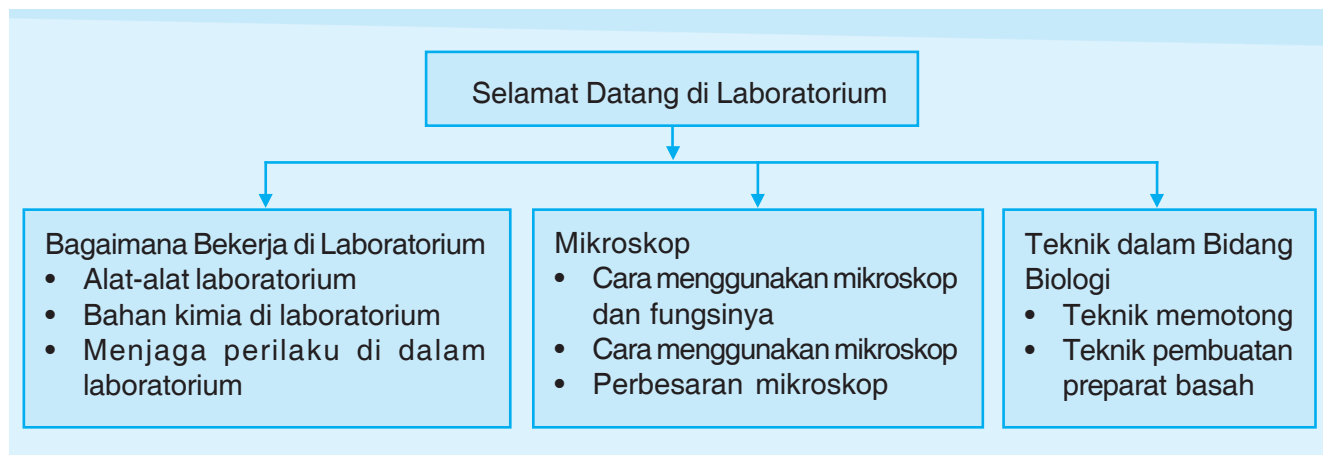 Selamat Datang di Laboratorium
Bagaimana Bekerja di Laboratorium
• Alat-alat laboratorium
• Bahan kimia di laboratorium
• Menjaga perilaku di dalam
laboratorium
Mikroskop
• Cara menggunakan mikroskop
dan fungsinya
• Cara menggunakan mikroskop
• Perbesaran mikroskop
Teknik dalam Bidang
Biologi
• Teknik memotong
• Teknik pembuatan
preparat basah